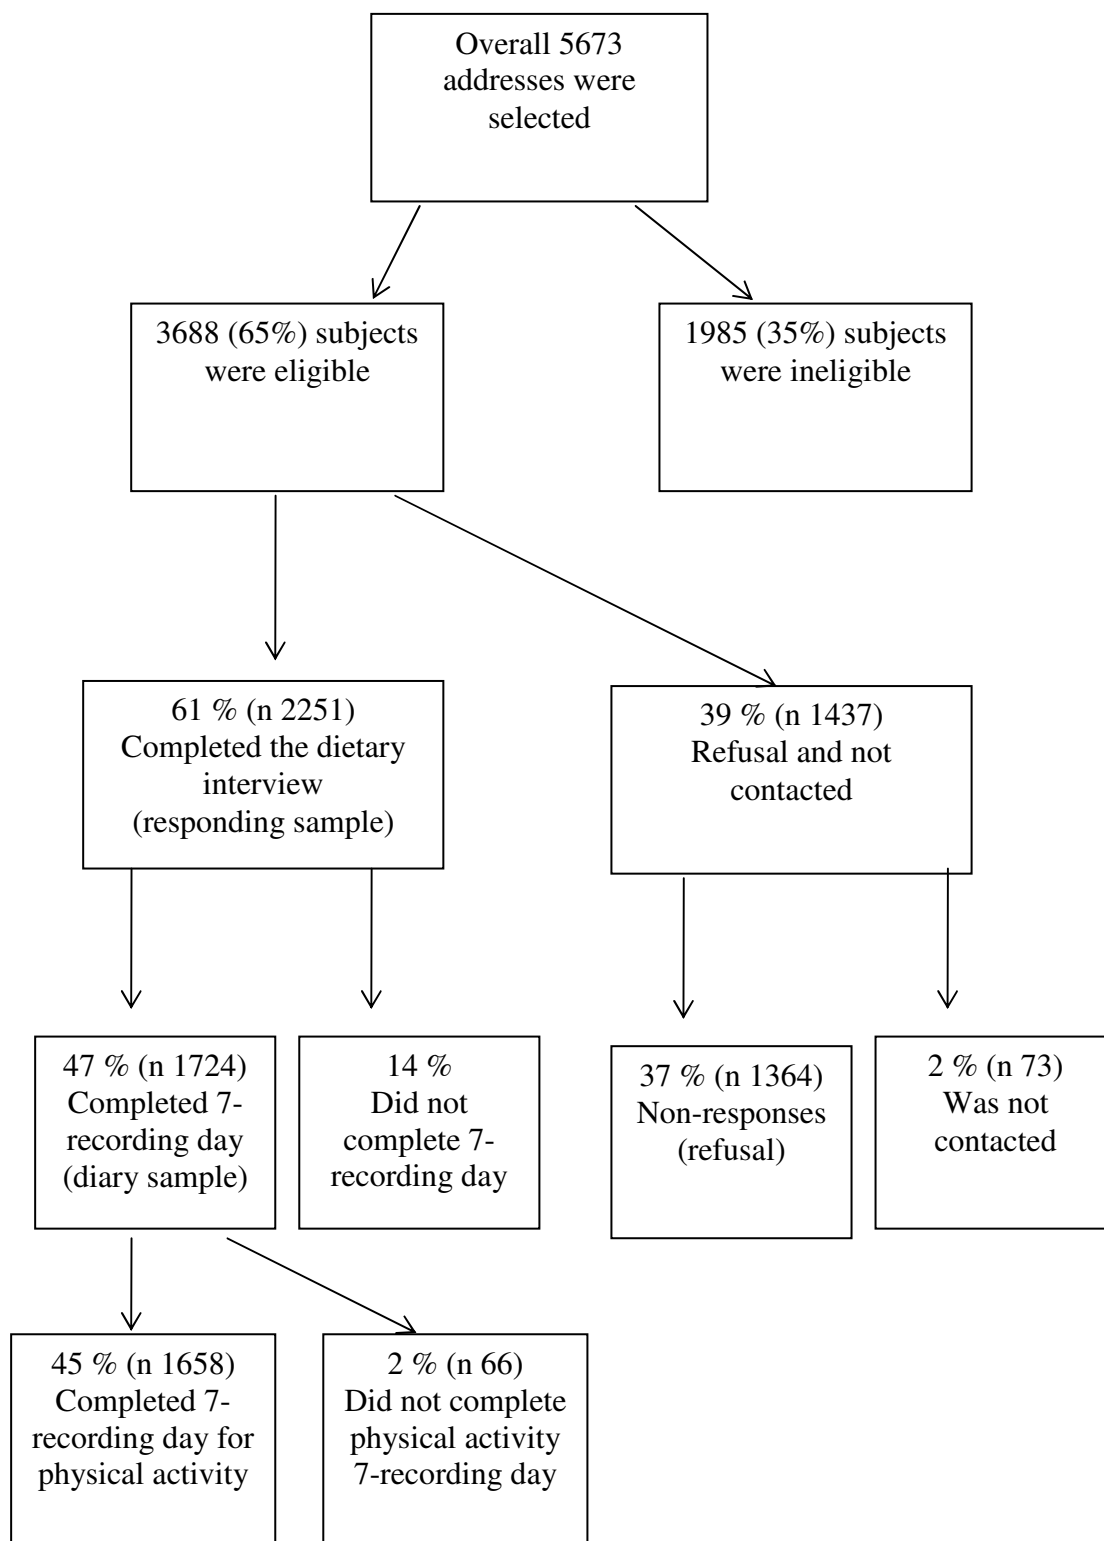 Overall 5673
addresses were
selected
3688 (65%) subjects
were eligible
1985 (35%) subjects
were ineligible
61 % (n 2251)
Completed the dietary
interview
(responding sample)
39 % (n 1437)
Refusal and not
contacted
47 % (n 1724)
Completed 7-
recording day
(diary sample)
14 %
Did not
complete 7-
recording day
37 % (n 1364)
Non-responses
(refusal)
2 % (n 73)
Was not
contacted
45 % (n 1658)
Completed 7-
recording day for
physical activity
2 % (n 66)
Did not complete
physical activity
7-recording day